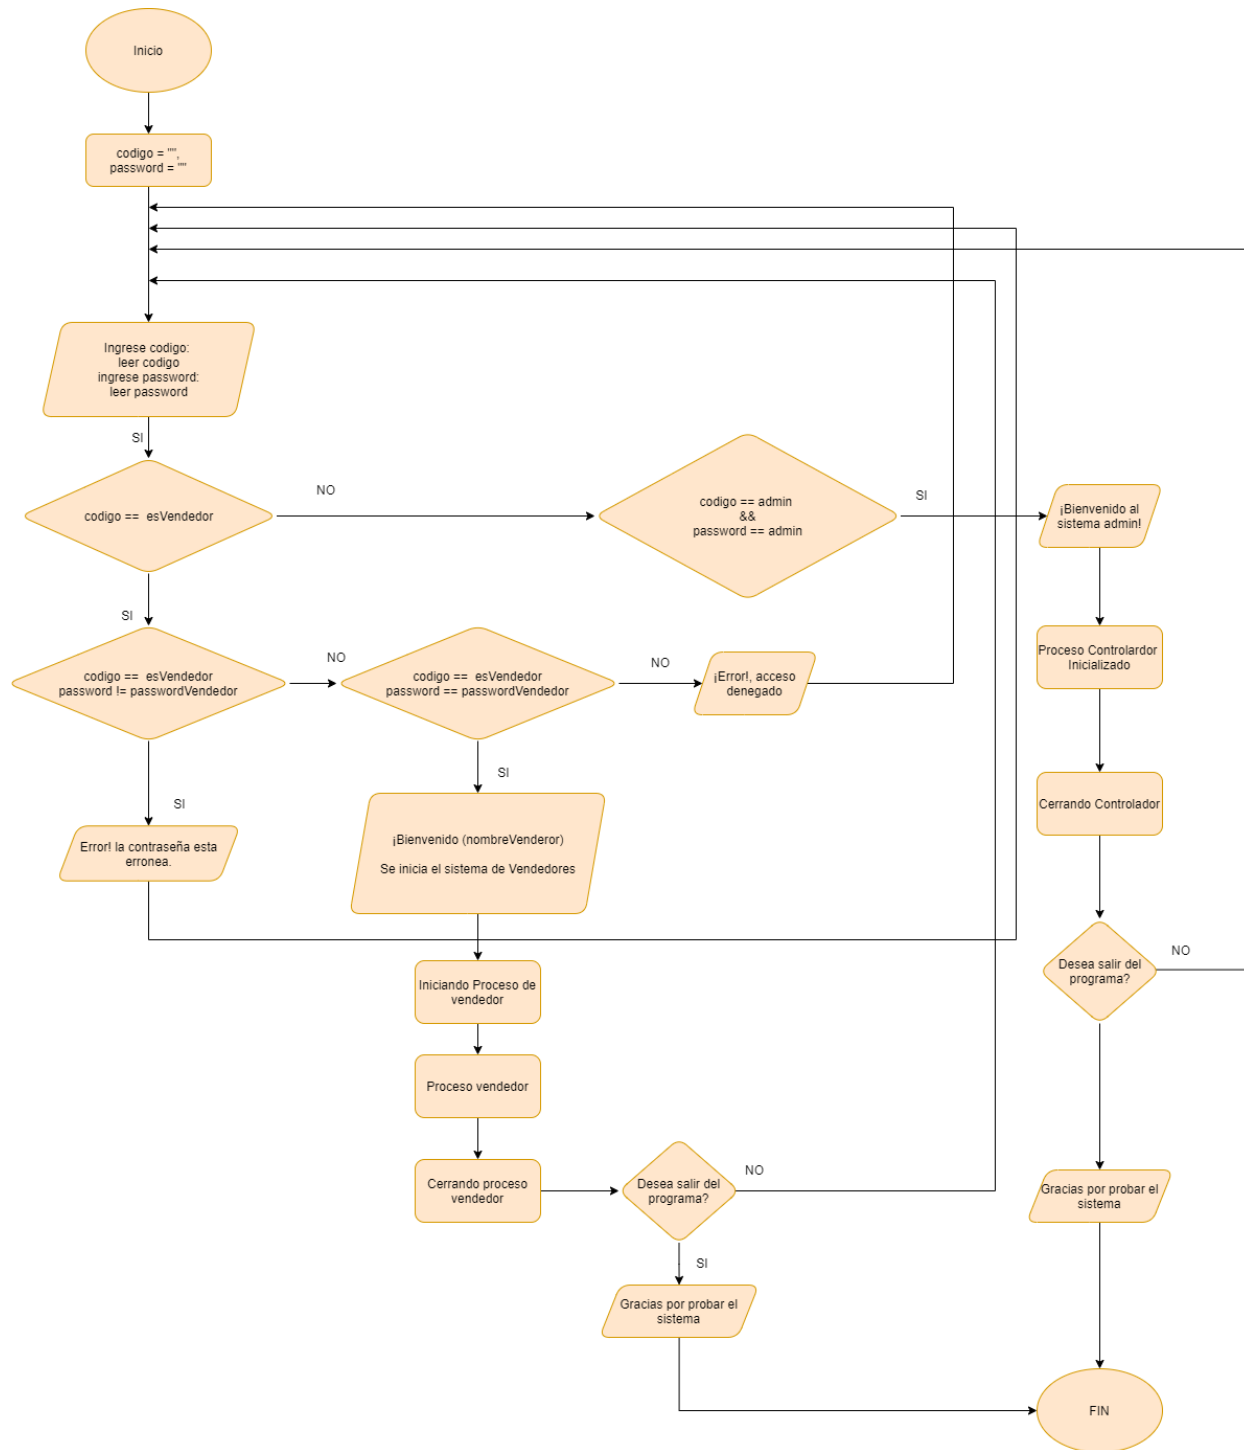 Inicio
codigo = "",
password = ""
Ingrese codigo:
leer codigo
ingrese password:
leer password
SI
codigo == esVendedor
NO
codigo == admin
&&
password == admin
SI
¡Bienvenido al
sistema admin!
SI
codigo == esVendedor
password != passwordVendedor
NO
codigo == esVendedor
password == passwordVendedor
NO
¡Error!, acceso
denegado
Proceso Controlardor
Inicializado
SI
SI
Error! la contraseña esta
erronea.
¡Bienvenido (nombreVenderor)
Se inicia el sistema de Vendedores
Cerrando Controlador
Iniciando Proceso de
vendedor
Desea salir del
programa?
NO
Proceso vendedor
Cerrando proceso
vendedor
Desea salir del
programa?
NO
Gracias por probar el
sistema
SI
Gracias por probar el
sistema
FIN